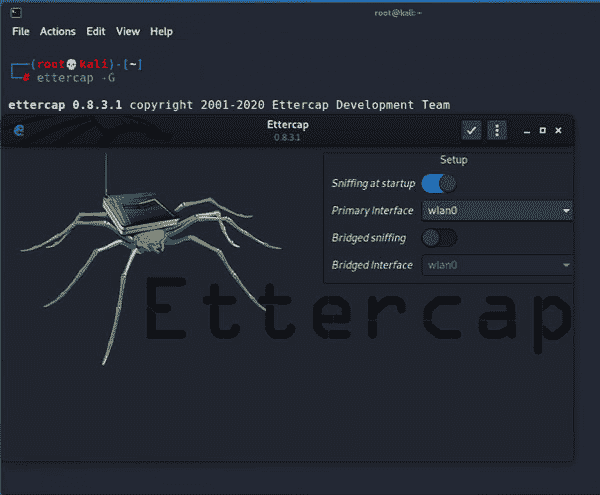 root@kali: ~
File Actions Edit View Help
(root💀kali)-[~]
# ettercap -G
ettercap 0.8.3.1 copyright 2001-2020 Ettercap Development Team
Ettercap
0.8.3.1
Setup
Sniffing at startup
Primary Interface wlan0
Bridged sniffing
Bridged Interface wlan0
Ettercap